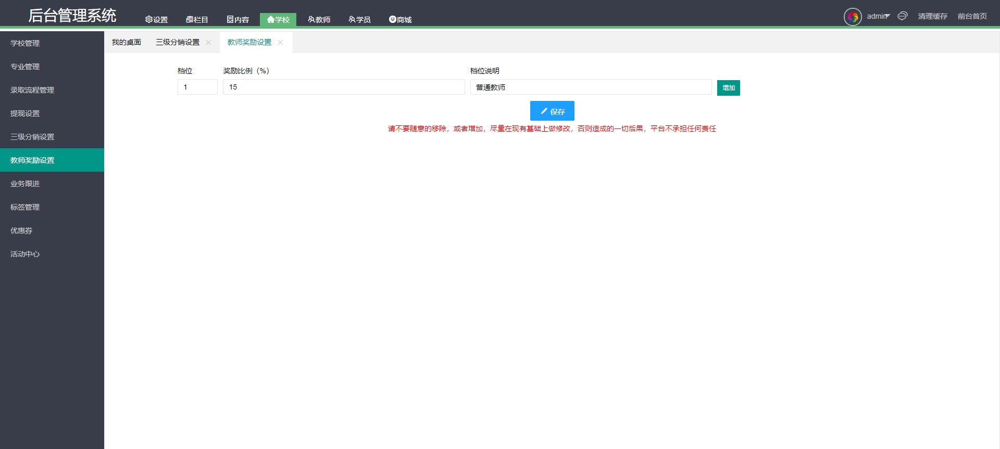 后台管理系统
设置 栏目 内容 学校 教师 学员 商城
admin 清理缓存 前台首页
学校管理
专业管理
录取流程管理
提现设置
三级分销设置
教师奖励设置
业务跟进
标签管理
优惠券
活动中心
我的桌面 三级分销设置 教师奖励设置
档位 奖励比例（%） 档位说明
1 15 普通教师 增加
保存
请不要随意的移除，或者增加，尽量在现有基础上做修改，否则造成的一切后果，平台不承担任何责任